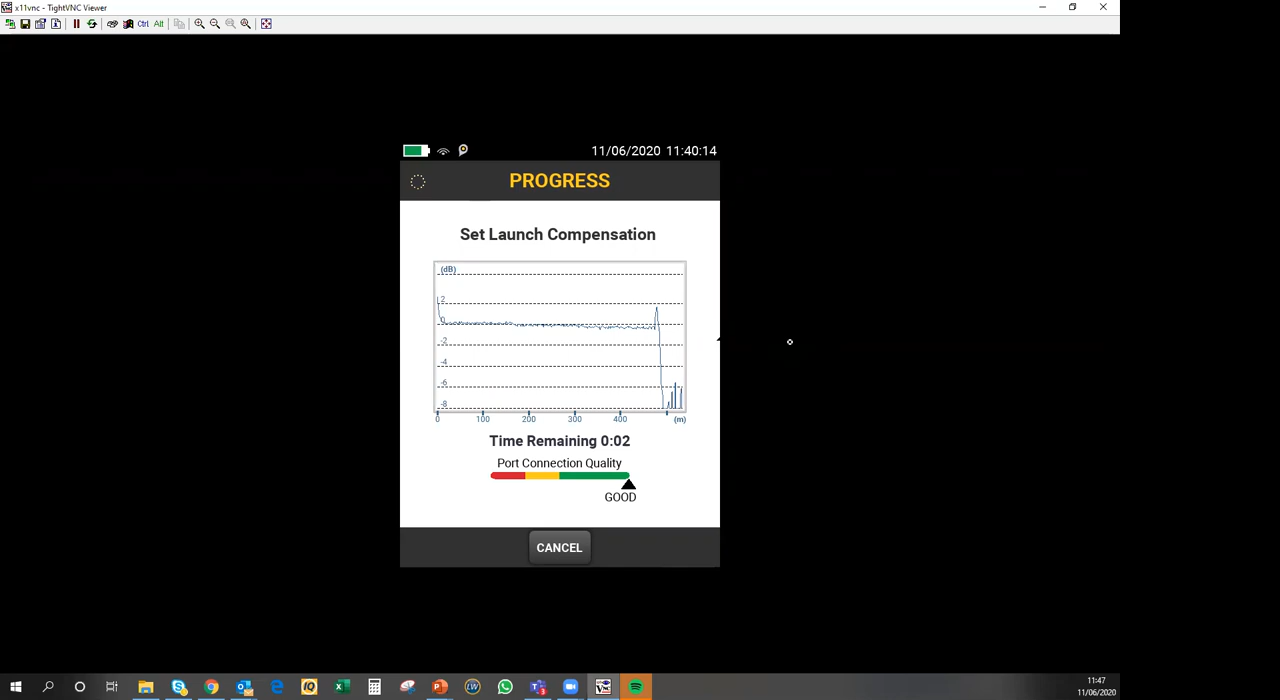 x11vnc - TightVNC Viewer
Ctrl Alt
11/06/2020 11:40:14
PROGRESS
Set Launch Compensation
(dB)
2
0
-2
-4
-6
-8
0 100 200 300 400 (m)
Time Remaining 0:02
Port Connection Quality
GOOD
CANCEL
11:47
11/06/2020